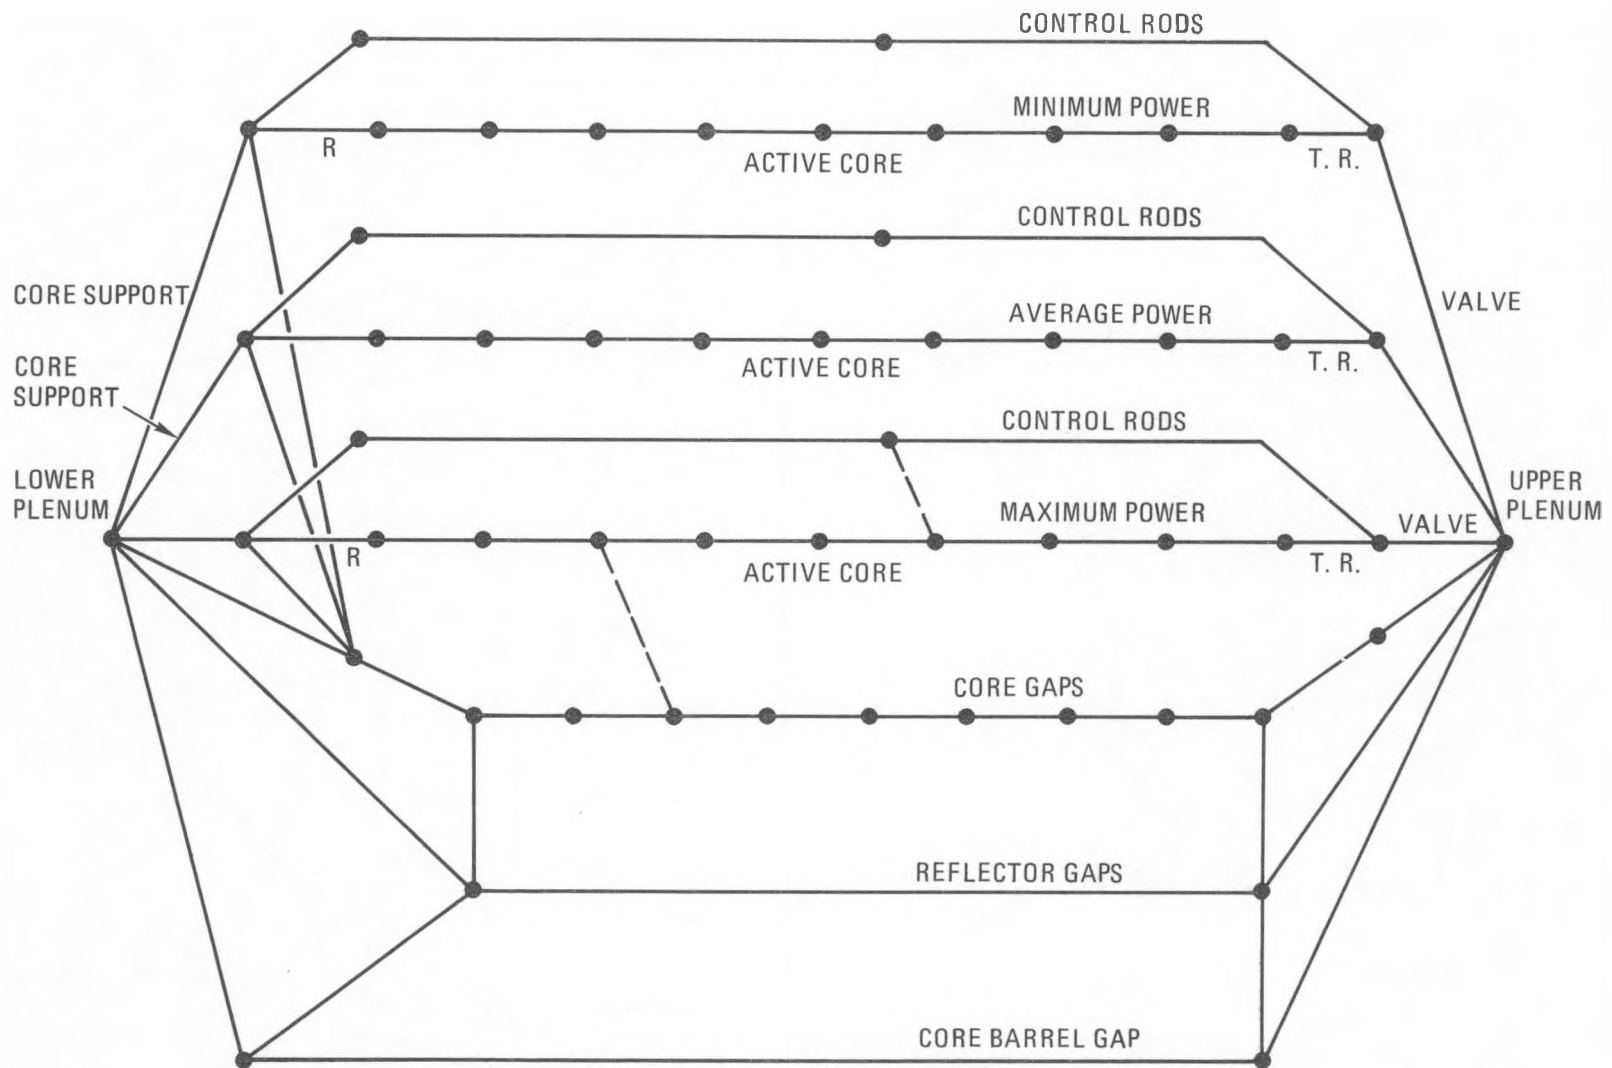 CONTROL RODS
MINIMUM POWER
R
ACTIVE CORE
T. R.
CONTROL RODS
CORE SUPPORT
VALVE
AVERAGE POWER
CORE
SUPPORT
ACTIVE CORE
T. R.
CONTROL RODS
LOWER
PLENUM
MAXIMUM POWER
VALVE
UPPER
PLENUM
R
ACTIVE CORE
T. R.
CORE GAPS
REFLECTOR GAPS
CORE BARREL GAP